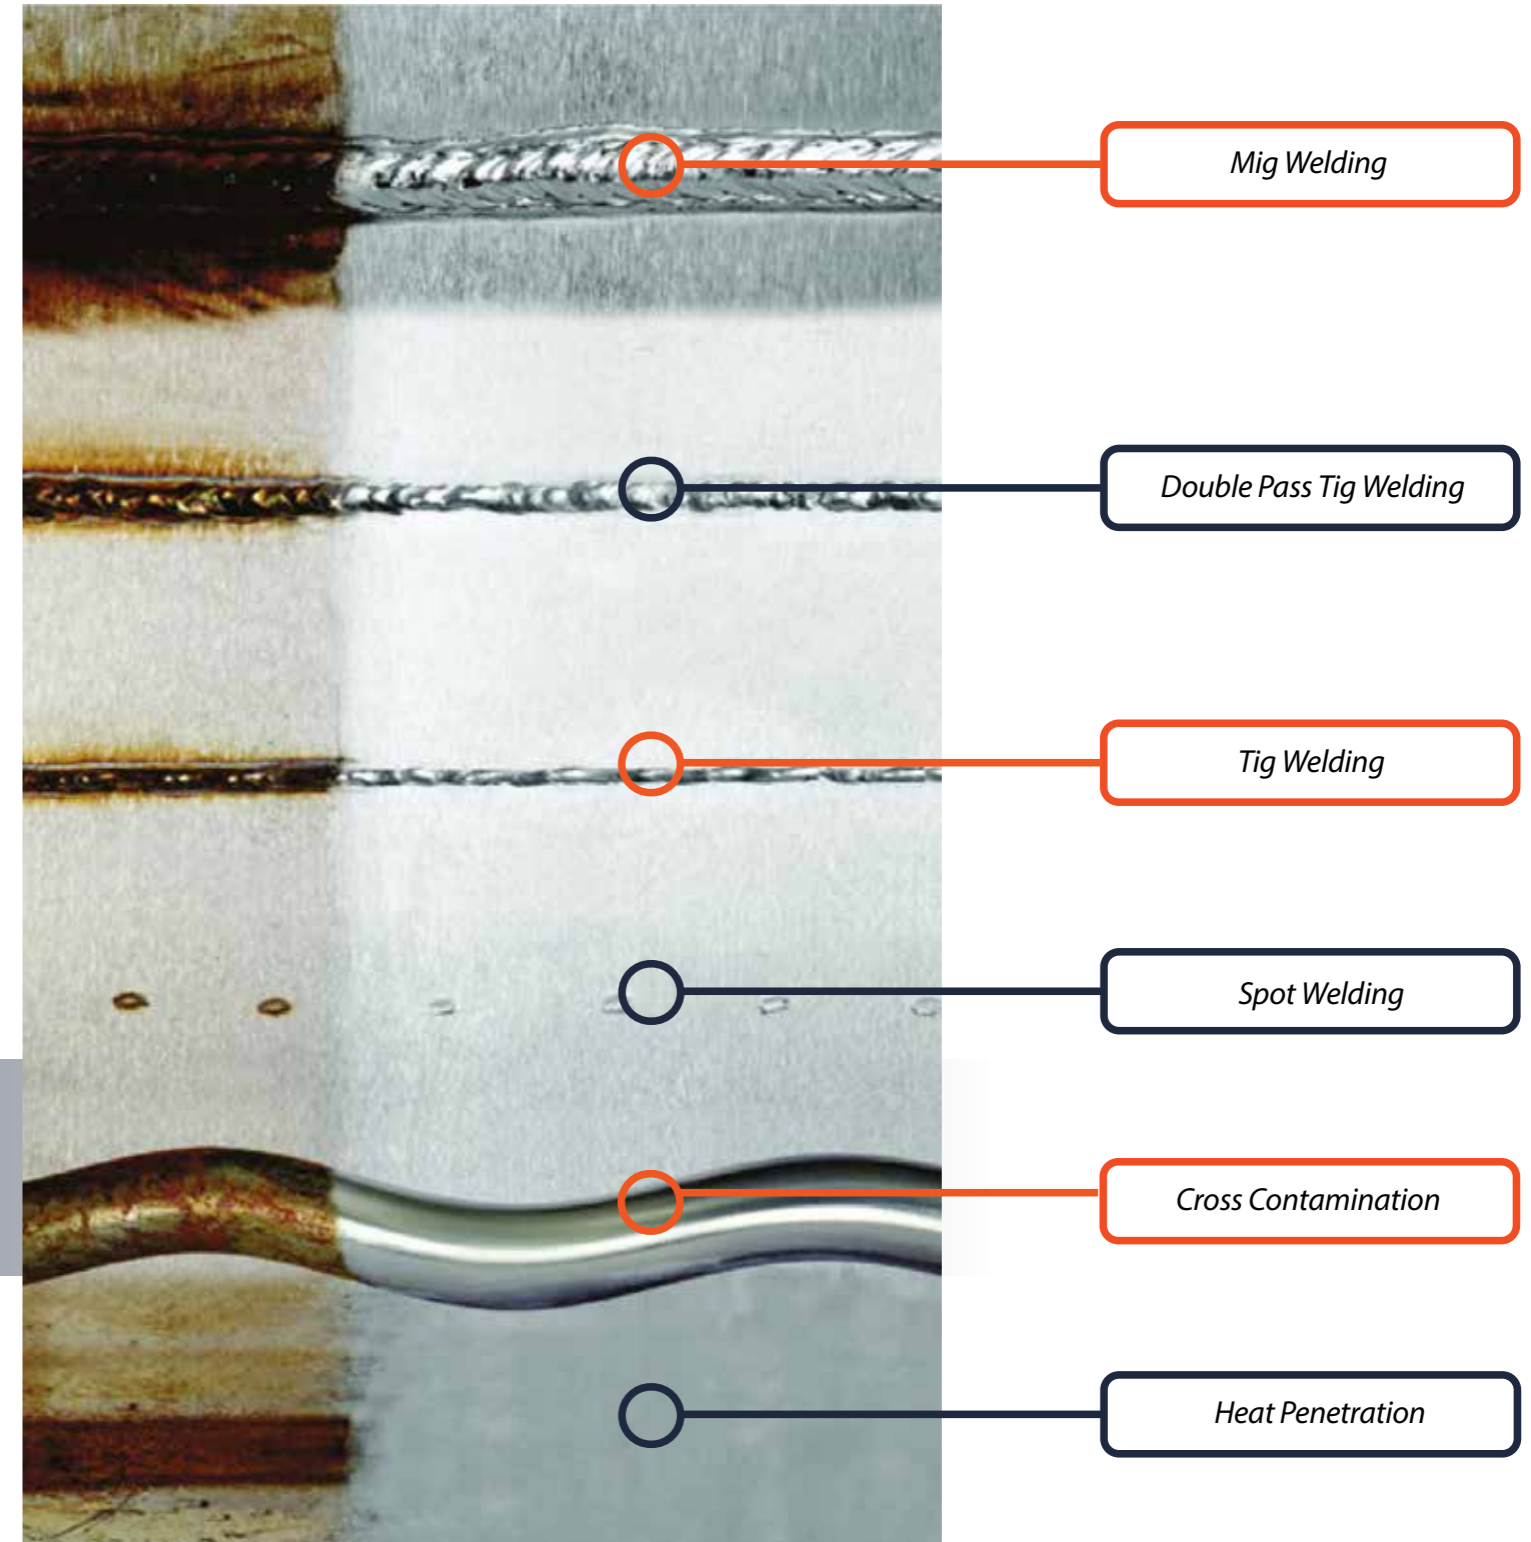 Mig Welding
Double Pass Tig Welding
Tig Welding
Spot Welding
Cross Contamination
Heat Penetration